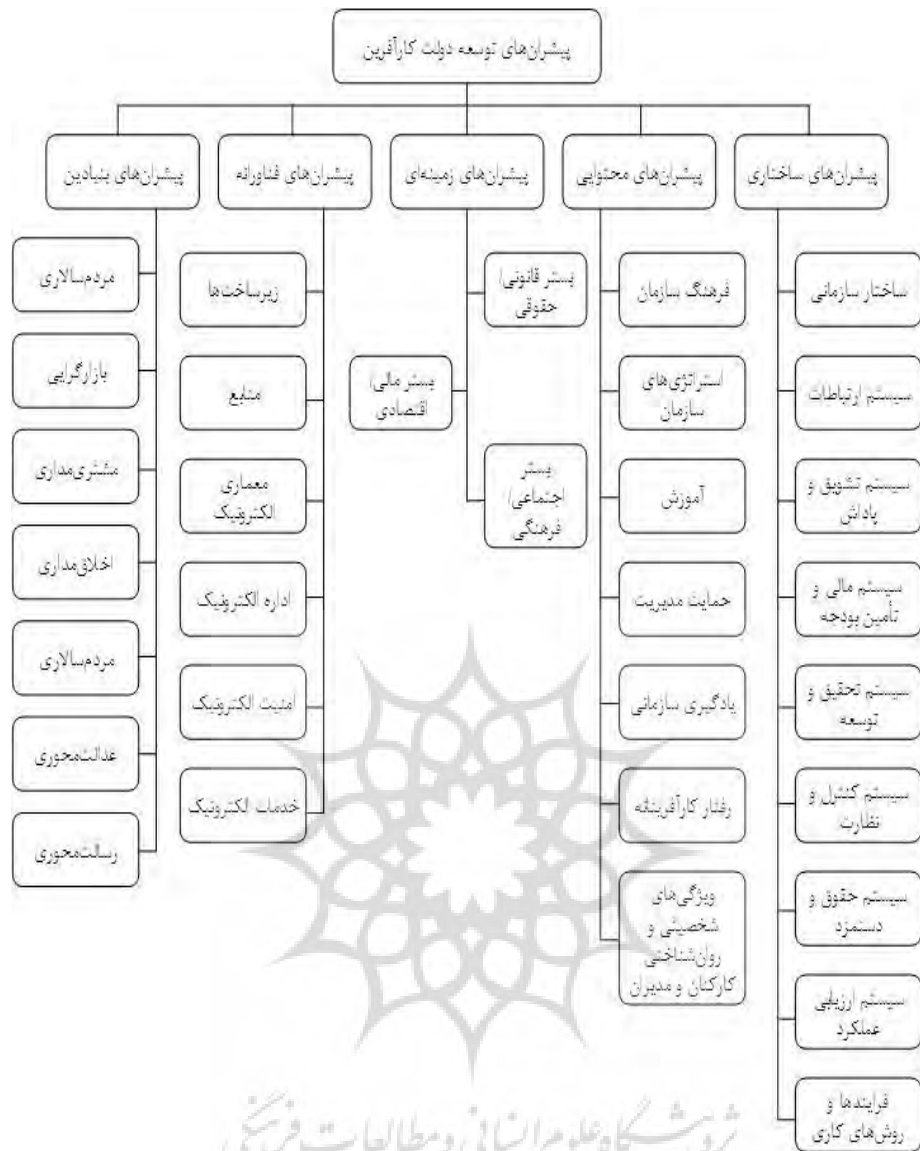 پیشران‌های توسعه دولت کارآفرین
پیشران‌های ساختاری
ساختار سازمانی
سیستم ارتباطات
سیستم تشویق و
پاداش
سیستم مالی و
تأمین بودجه
سیستم تحقیق و
توسعه
سیستم کنترل و
نظارت
سیستم حقوق و
دستمزد
سیستم ارزیابی
عملکرد
فرایندها و
روش‌های کاری
پیشران‌های محتوایی
فرهنگ سازمان
استراتژی‌های
سازمان
آموزش
حمایت مدیریت
یادگیری سازمانی
رفتار کارآفرینانه
ویژگی‌های
شخصیتی و
روان‌شناختی
کارکنان و مدیران
پیشران‌های زمینه‌ای
بستر قانونی/
حقوقی
بستر مالی/
اقتصادی
بستر
اجتماعی/
فرهنگی
پیشران‌های فناورانه
زیرساخت‌ها
منابع
معماری
الکترونیک
اداره الکترونیک
امنیت الکترونیک
خدمات الکترونیک
پیشران‌های بنیادین
مردم‌سالاری
بازارگرایی
مشتری‌مداری
اخلاق‌مداری
مردم‌سالاری
عدالت‌محوری
رسالت‌محوری
پژوهشگاه علوم انسانی و مطالعات فرهنگی